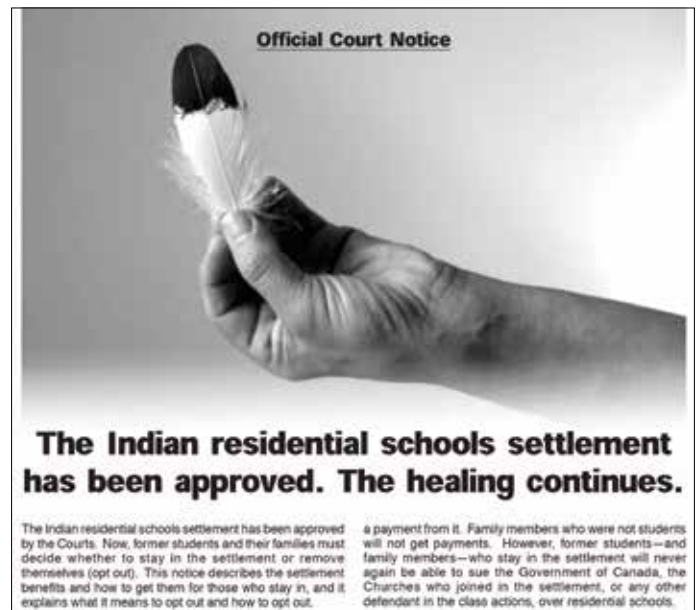 Official Court Notice
The Indian residential schools settlement
has been approved. The healing continues.
The Indian residential schools settlement has been approved
by the Courts. Now, former students and their families must
decide whether to stay in the settlement or remove
themselves (opt out). This notice describes the settlement
benefits and how to get them for those who stay in, and it
explains what it means to opt out and how to opt out.
a payment from it. Family members who were not students
will not get payments. However, former students—and
family members—who stay in the settlement will never
again be able to sue the Government of Canada, the
Churches who joined in the settlement, or any other
defendant in the class actions, over residential schools.